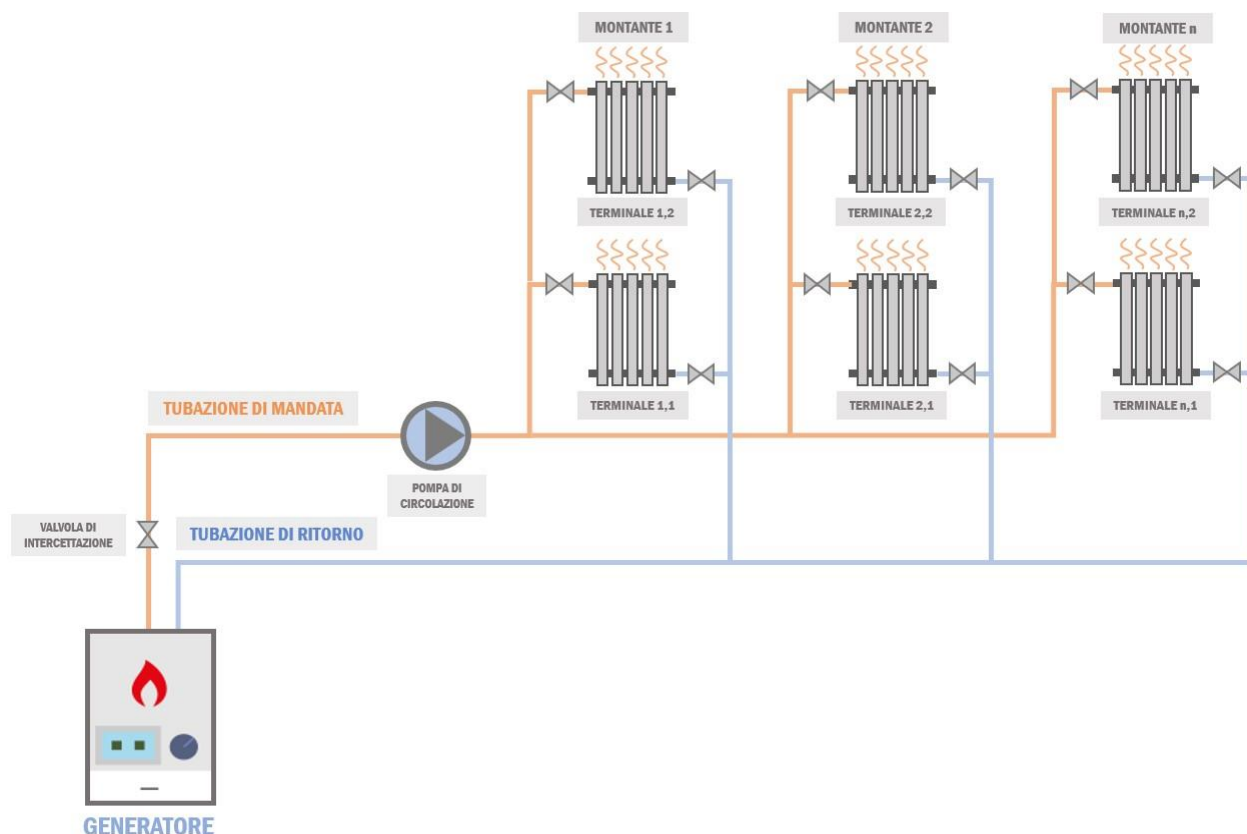 MONTANTE 1
MONTANTE 2
MONTANTE n
TERMINALE 1,2
TERMINALE 2,2
TERMINALE n,2
TERMINALE 1,1
TERMINALE 2,1
TERMINALE n,1
TUBAZIONE DI MANDATA
POMPA DI
CIRCOLAZIONE
VALVOLA DI
INTERCETTAZIONE
TUBAZIONE DI RITORNO
GENERATORE